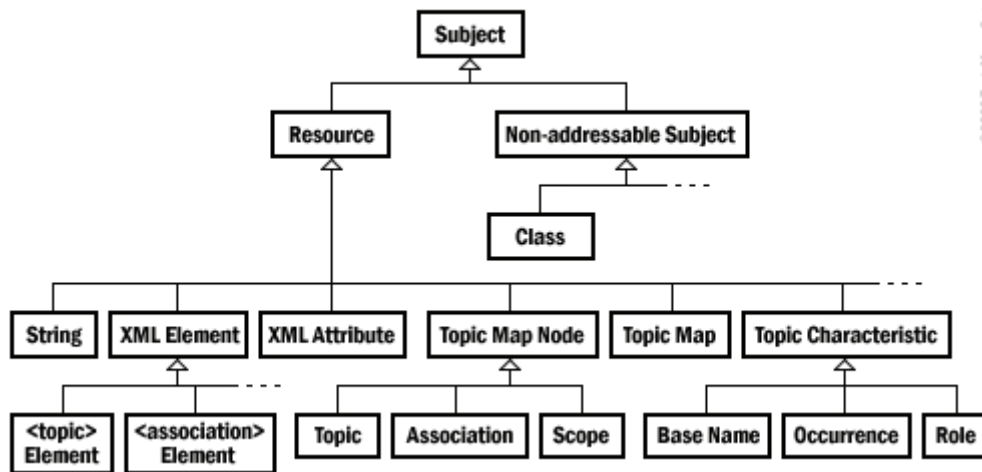 Subject
Resource
Non-addressable Subject
Class
String
XML Element
XML Attribute
Topic Map Node
Topic Map
Topic Characteristic
<topic>
Element
<association>
Element
Topic
Association
Scope
Base Name
Occurrence
Role